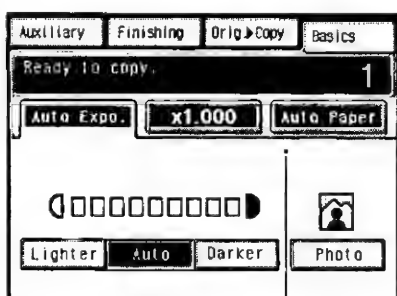 Auxiliary Finishing Orig▶Copy Basics
Ready to copy. 1
Auto Expo. x1.000 Auto Paper
Lighter Auto Darker Photo